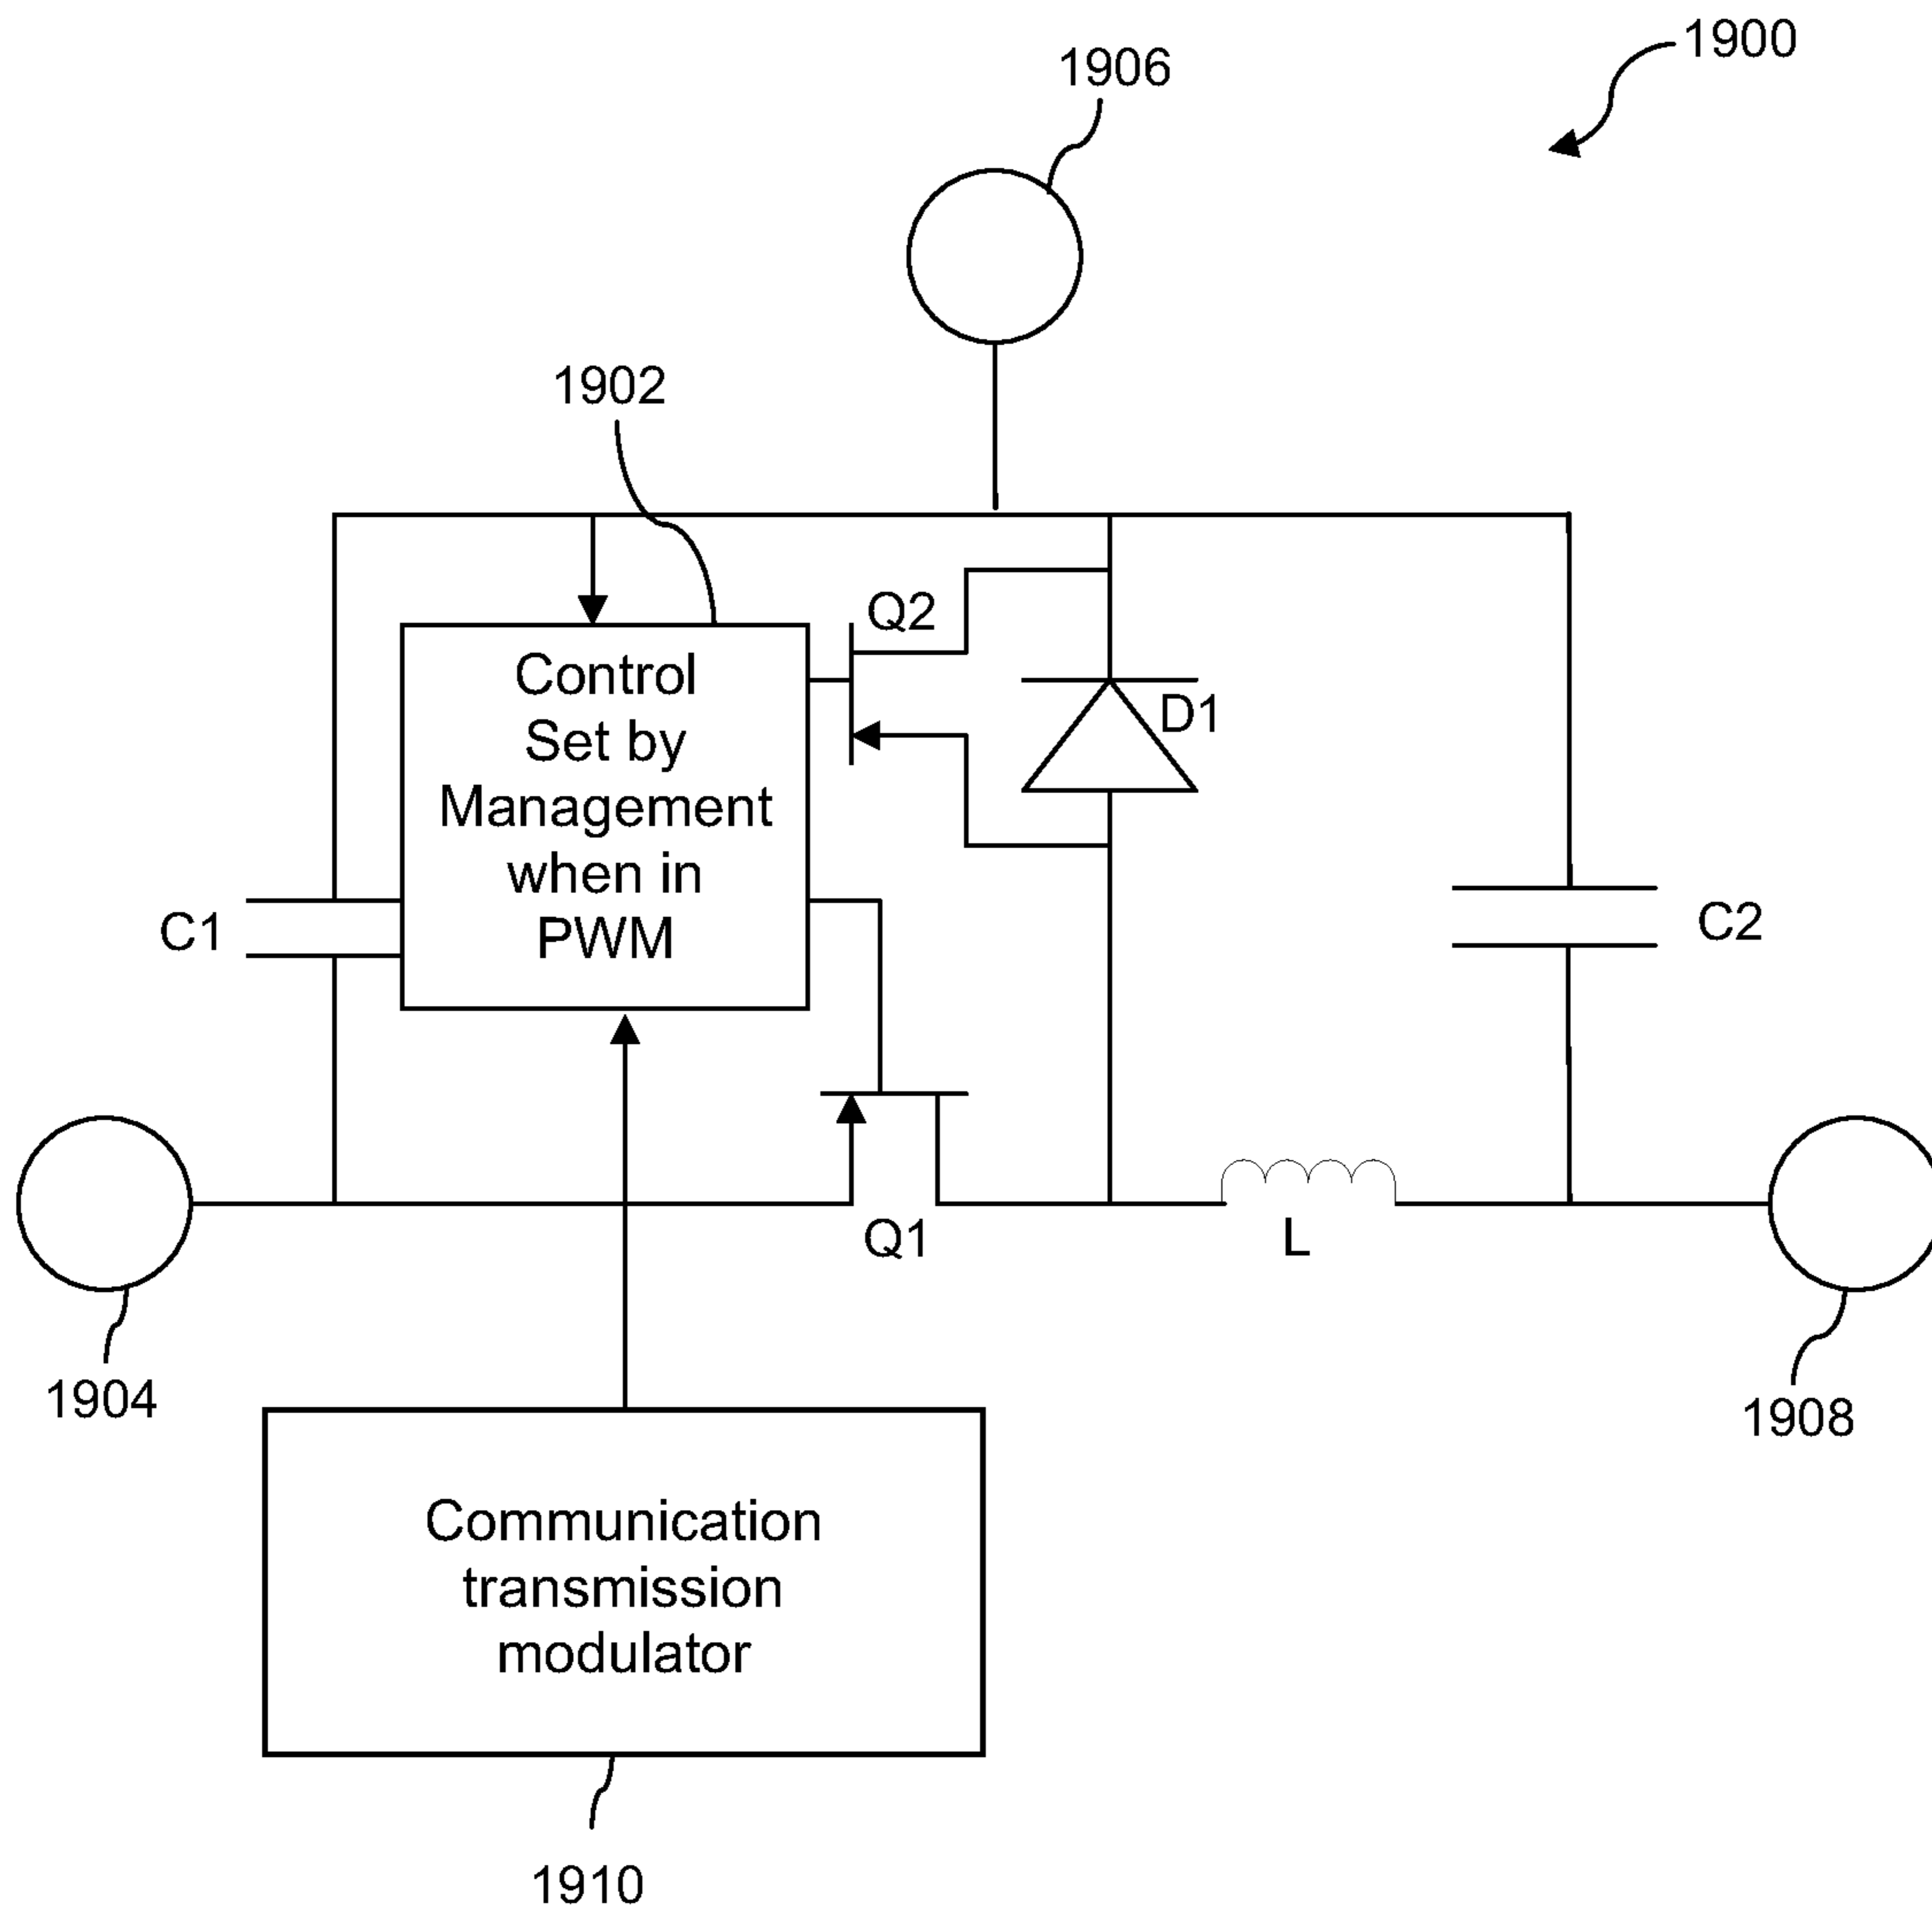 1900
1906
1902
Q2
Control
Set by
Management
when in
PWM
D1
C1
C2
Q1
L
1904
1908
Communication
transmission
modulator
1910